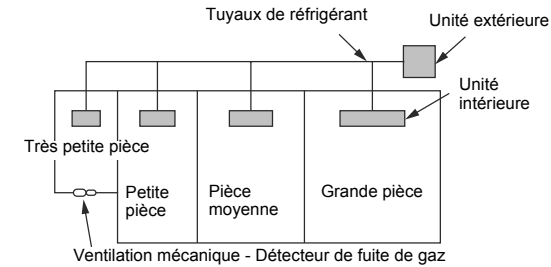 Tuyaux de réfrigérant
Unité extérieure
Unité
intérieure
Très petite pièce
Petite
pièce
Pièce
moyenne
Grande pièce
Ventilation mécanique - Détecteur de fuite de gaz